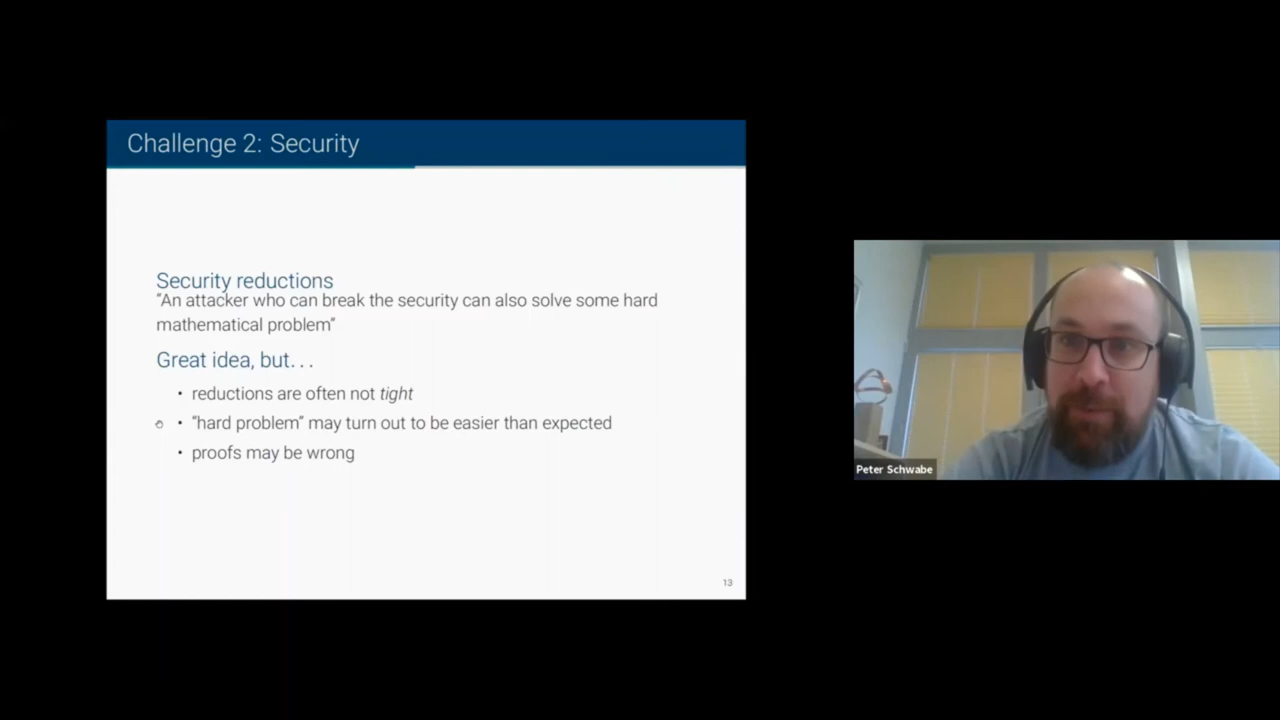 Challenge 2: Security
Security reductions
“An attacker who can break the security can also solve some hard
mathematical problem”
Great idea, but. . .
• reductions are often not tight
• “hard problem” may turn out to be easier than expected
• proofs may be wrong
13
Peter Schwabe